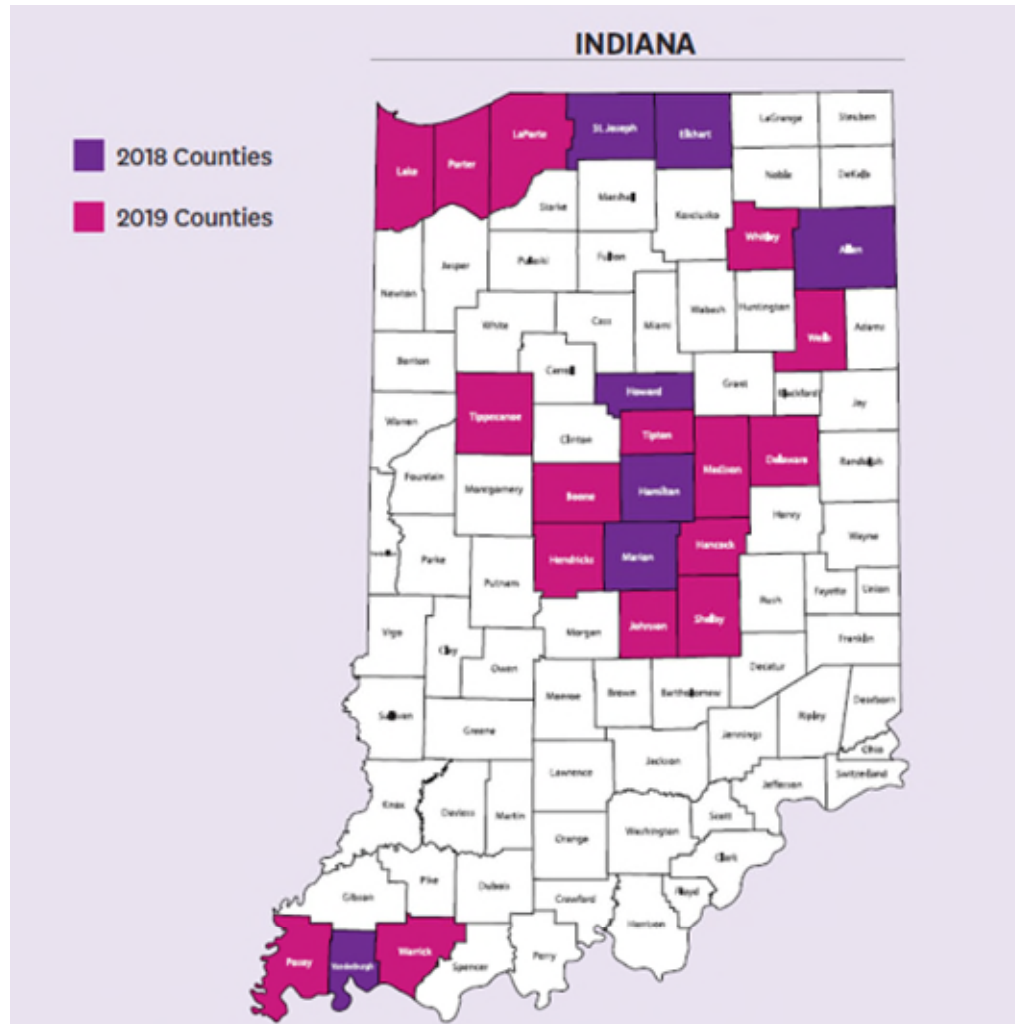 INDIANA
2018 Counties
2019 Counties
LaGrange
Steuben
St. Joseph
Elkhart
LaPorte
Lake
Porter
Noble
DeKalb
Marshall
Starke
Kosciusko
Whitley
Allen
Jasper
Pulaski
Fulton
Newton
White
Cass
Miami
Wabash
Huntington
Wells
Adams
Benton
Carroll
Howard
Grant
Blackford
Jay
Warren
Tippecanoe
Clinton
Tipton
Madison
Delaware
Randolph
Fountain
Montgomery
Boone
Hamilton
Henry
Wayne
Parke
Putnam
Hendricks
Marion
Hancock
Rush
Fayette
Union
Vigo
Clay
Owen
Morgan
Johnson
Shelby
Franklin
Decatur
Sullivan
Greene
Monroe
Brown
Bartholomew
Jennings
Ripley
Dearborn
Ohio
Switzerland
Jefferson
Jackson
Lawrence
Knox
Daviess
Martin
Orange
Washington
Scott
Clark
Floyd
Harrison
Crawford
Dubois
Pike
Gibson
Posey
Vanderburgh
Warrick
Spencer
Perry